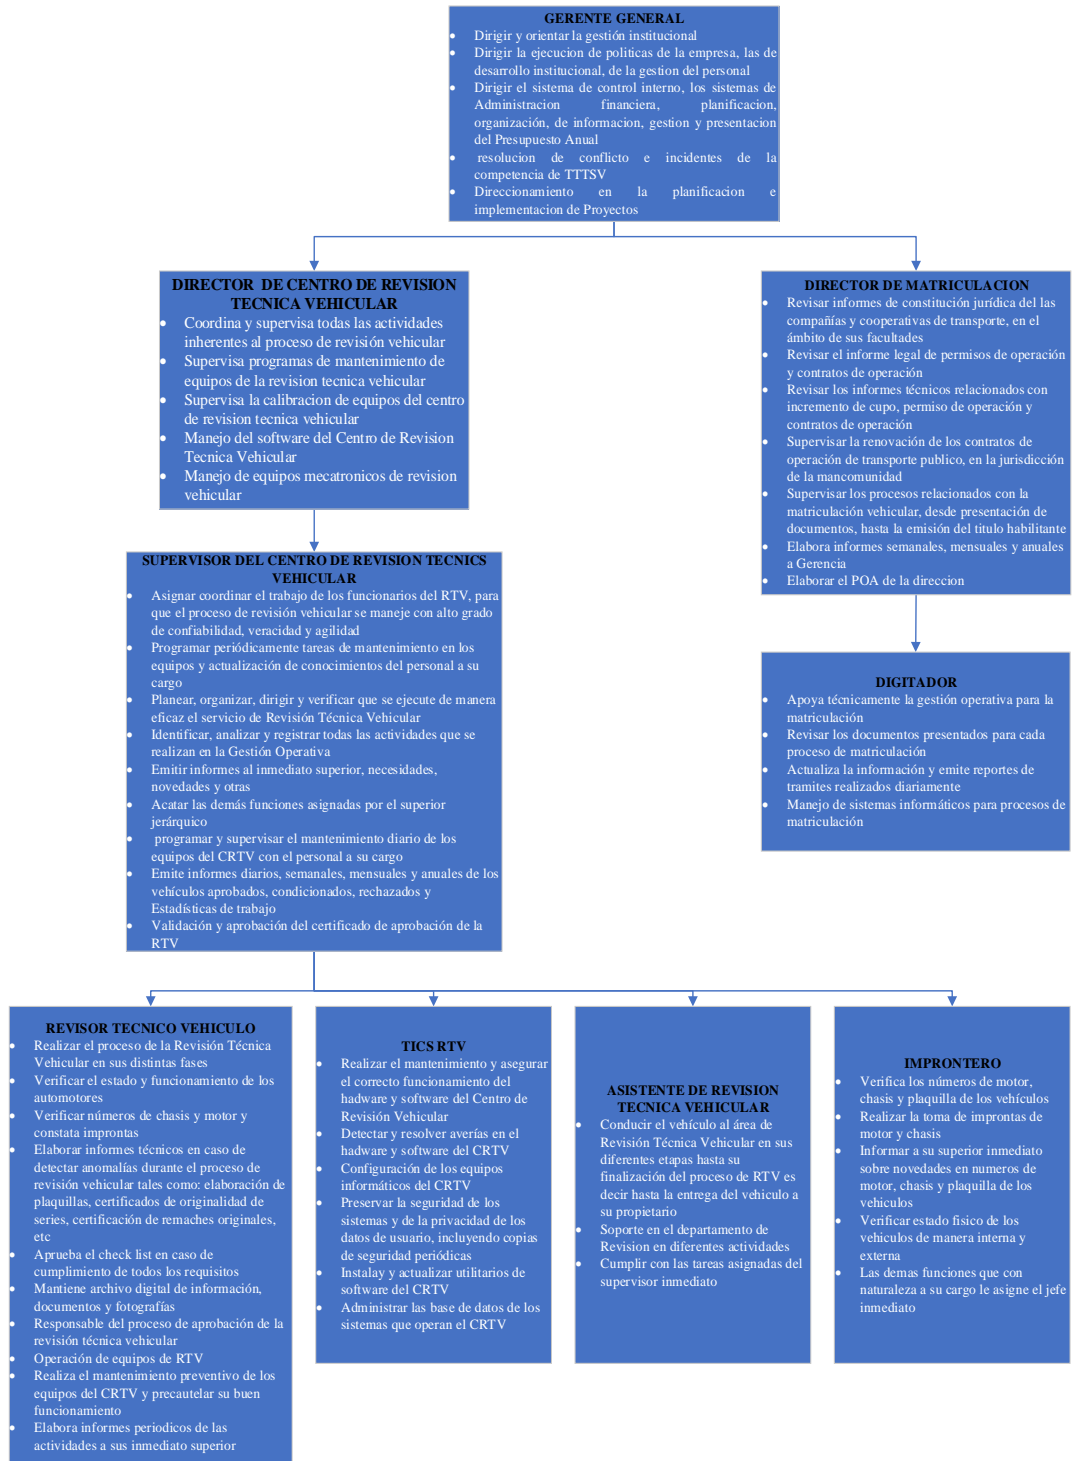 GERENTE GENERAL
• Dirigir y orientar la gestión institucional
• Dirigir la ejecucion de politicas de la empresa, las de
desarrollo institucional, de la gestion del personal
• Dirigir el sistema de control interno, los sistemas de
Administracion financiera, planificacion,
organización, de informacion, gestion y presentacion
del Presupuesto Anual
• resolucion de conflicto e incidentes de la
competencia de TTTSV
• Direccionamiento en la planificacion e
implementacion de Proyectos
DIRECTOR DE CENTRO DE REVISION
TECNICA VEHICULAR
• Coordina y supervisa todas las actividades
inherentes al proceso de revisión vehicular
• Supervisa programas de mantenimiento de
equipos de la revision tecnica vehicular
• Supervisa la calibracion de equipos del centro
de revision tecnica vehicular
• Manejo del software del Centro de Revision
Tecnica Vehicular
• Manejo de equipos mecatronicos de revision
vehicular
DIRECTOR DE MATRICULACION
• Revisar informes de constitución jurídica del las
compañías y cooperativas de transporte, en el
ámbito de sus facultades
• Revisar el informe legal de permisos de operación
y contratos de operación
• Revisar los informes técnicos relacionados con
incremento de cupo, permiso de operación y
contratos de operación
• Supervisar la renovación de los contratos de
operación de transporte publico, en la jurisdicción
de la mancomunidad
• Supervisar los procesos relacionados con la
matriculación vehicular, desde presentación de
documentos, hasta la emisión del titulo habilitante
• Elabora informes semanales, mensuales y anuales
a Gerencia
• Elaborar el POA de la direccion
SUPERVISOR DEL CENTRO DE REVISION TECNICS
VEHICULAR
• Asignar coordinar el trabajo de los funcionarios del RTV, para
que el proceso de revisión vehicular se maneje con alto grado
de confiabilidad, veracidad y agilidad
• Programar periódicamente tareas de mantenimiento en los
equipos y actualización de conocimientos del personal a su
cargo
• Planear, organizar, dirigir y verificar que se ejecute de manera
eficaz el servicio de Revisión Técnica Vehicular
• Identificar, analizar y registrar todas las actividades que se
realizan en la Gestión Operativa
• Emitir informes al inmediato superior, necesidades,
novedades y otras
• Acatar las demás funciones asignadas por el superior
jerárquico
• programar y supervisar el mantenimiento diario de los
equipos del CRTV con el personal a su cargo
• Emite informes diarios, semanales, mensuales y anuales de los
vehículos aprobados, condicionados, rechazados y
Estadísticas de trabajo
• Validación y aprobación del certificado de aprobación de la
RTV
DIGITADOR
• Apoya técnicamente la gestión operativa para la
matriculación
• Revisar los documentos presentados para cada
proceso de matriculación
• Actualiza la información y emite reportes de
tramites realizados diariamente
• Manejo de sistemas informáticos para procesos de
matriculación
REVISOR TECNICO VEHICULO
• Realizar el proceso de la Revisión Técnica
Vehicular en sus distintas fases
• Verificar el estado y funcionamiento de los
automotores
• Verificar números de chasis y motor y
constata improntas
• Elaborar informes técnicos en caso de
detectar anomalías durante el proceso de
revisión vehicular tales como: elaboración de
plaquillas, certificados de originalidad de
series, certificación de remaches originales,
etc
• Aprueba el check list en caso de
cumplimiento de todos los requisitos
• Mantiene archivo digital de información,
documentos y fotografías
• Responsable del proceso de aprobación de la
revisión técnica vehicular
• Operación de equipos de RTV
• Realiza el mantenimiento preventivo de los
equipos del CRTV y precautelar su buen
funcionamiento
• Elabora informes periodicos de las
actividades a sus inmediato superior
TICS RTV
• Realizar el mantenimiento y asegurar
el correcto funcionamiento del
hadware y software del Centro de
Revisión Vehicular
• Detectar y resolver averías en el
hadware y software del CRTV
• Configuración de los equipos
informáticos del CRTV
• Preservar la seguridad de los
sistemas y de la privacidad de los
datos de usuario, incluyendo copias
de seguridad periódicas
• Instalay y actualizar utilitarios de
software del CRTV
• Administrar las base de datos de los
sistemas que operan el CRTV
ASISTENTE DE REVISION
TECNICA VEHICULAR
• Conducir el vehículo al área de
Revisión Técnica Vehicular en sus
diferentes etapas hasta su
finalización del proceso de RTV es
decir hasta la entrega del vehiculo a
su propietario
• Soporte en el departamento de
Revision en diferentes actividades
• Cumplir con las tareas asignadas del
supervisor inmediato
IMPRONTERO
• Verifica los números de motor,
chasis y plaquilla de los vehículos
• Realizar la toma de improntas de
motor y chasis
• Informar a su superior inmediato
sobre novedades en numeros de
motor, chasis y plaquilla de los
vehiculos
• Verificar estado fisico de los
vehiculos de manera interna y
externa
• Las demas funciones que con
naturaleza a su cargo le asigne el jefe
inmediato